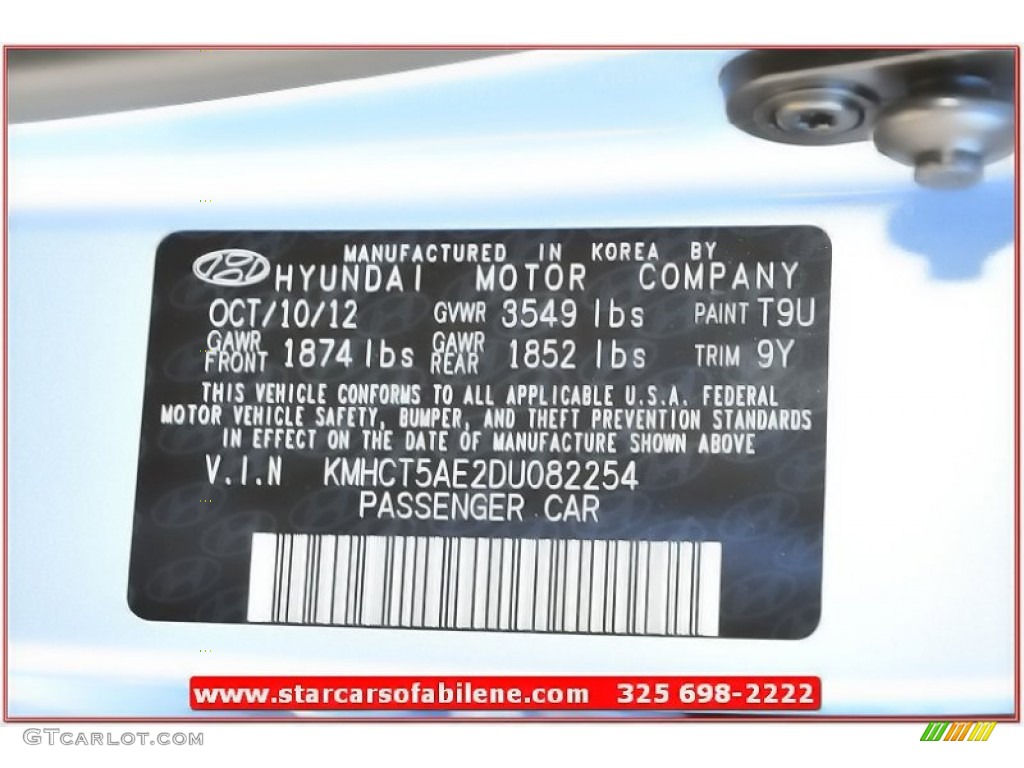 MANUFACTURED IN KOREA BY
HYUNDAI MOTOR COMPANY
OCT/10/12 GVWR 3549 lbs PAINT T9U
GAWR FRONT 1874 lbs GAWR REAR 1852 lbs TRIM 9Y
THIS VEHICLE CONFORMS TO ALL APPLICABLE U.S.A. FEDERAL
MOTOR VEHICLE SAFETY, BUMPER, AND THEFT PREVENTION STANDARDS
IN EFFECT ON THE DATE OF MANUFACTURE SHOWN ABOVE
V.I.N KMHCT5AE2DU082254
PASSENGER CAR
www.starcarsofabilene.com 325 698-2222
GTCARLOT.COM